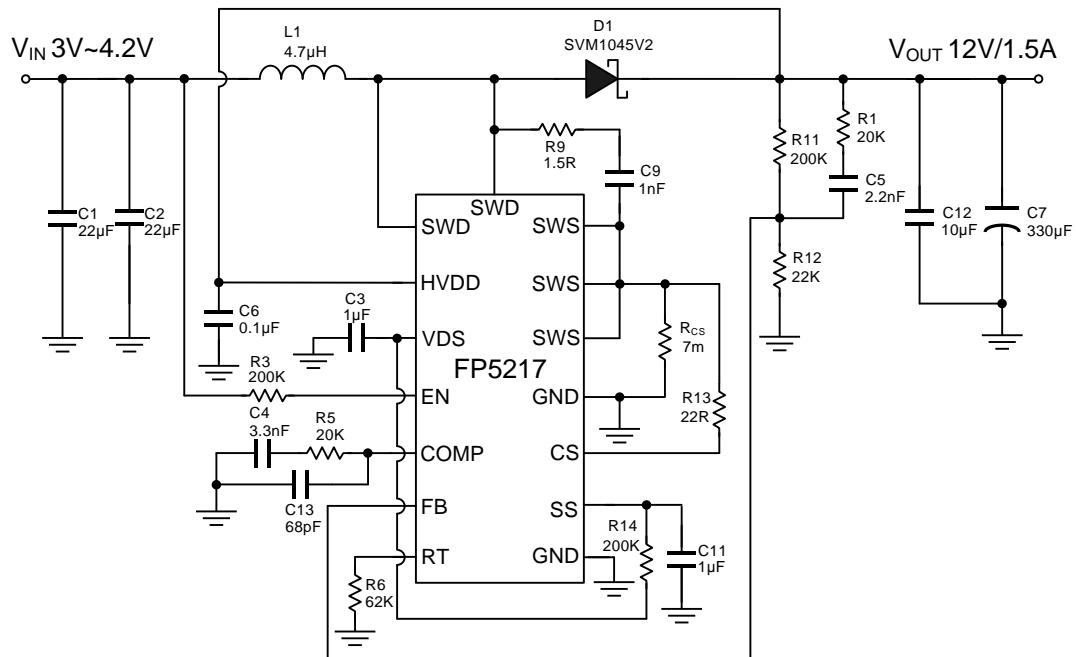 V_IN 3V~4.2V
L1
4.7μH
D1
SVM1045V2
V_OUT 12V/1.5A
R9
1.5R
C9
1nF
R11
200K
R1
20K
C5
2.2nF
C1
22μF
C2
22μF
C12
10μF
C7
330μF
R12
22K
SWD
SWD
SWS
HVDD
SWS
C6
0.1μF
C3
1μF
VDS
SWS
R_CS
7m
FP5217
R3
200K
EN
GND
R13
22R
C4
3.3nF
R5
20K
COMP
CS
C13
68pF
FB
SS
R14
200K
RT
GND
C11
1μF
R6
62K